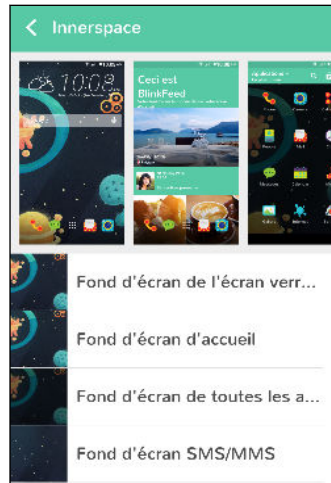 Innerspace
10:08
Ceci est
BlinkFeed
Applications
Fond d'écran de l'écran verr...
Fond d'écran d'accueil
Fond d'écran de toutes les a...
Fond d'écran SMS/MMS